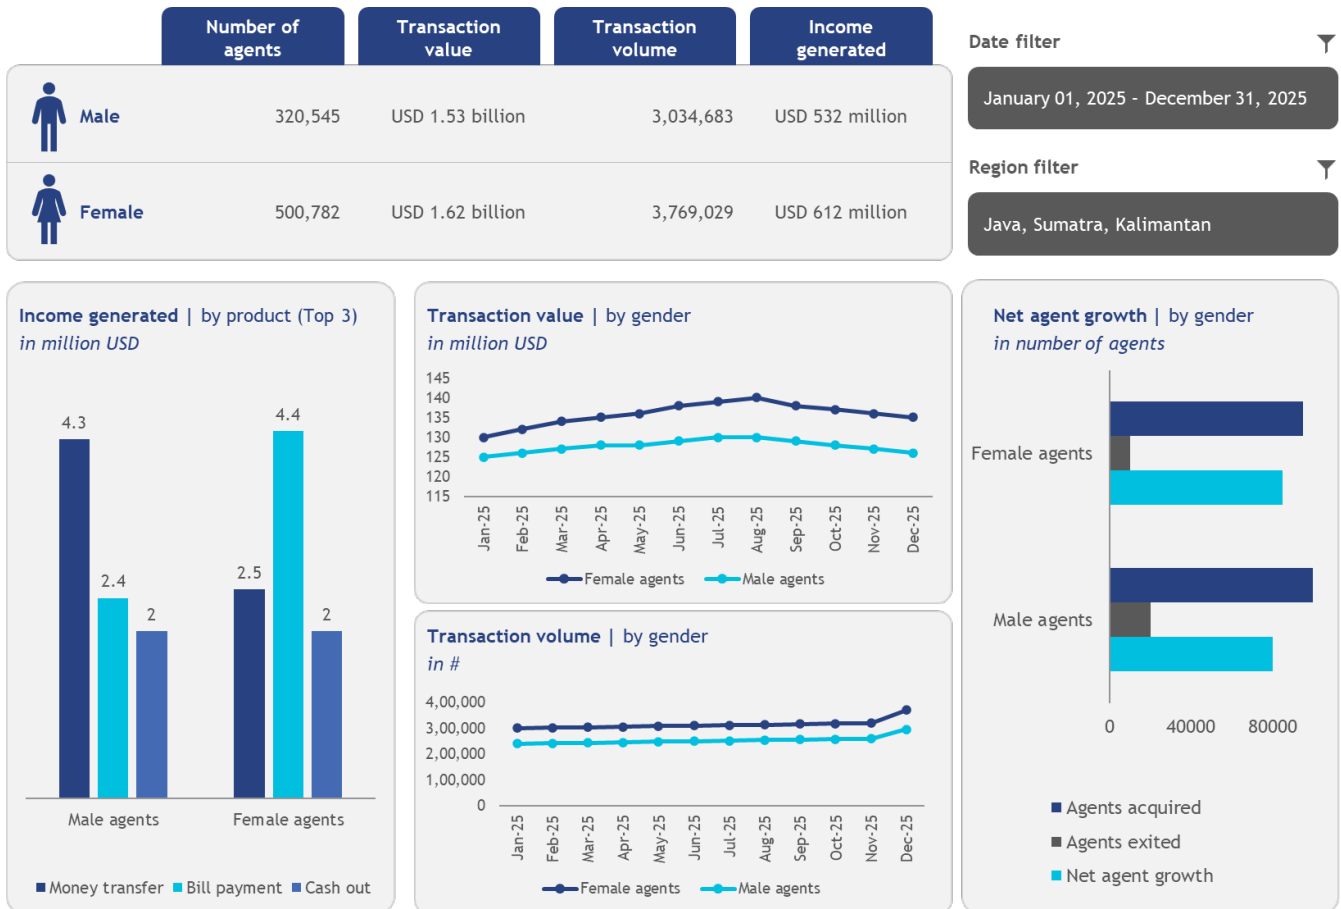 Number of
agents
Transaction
value
Transaction
volume
Income
generated
Male 320,545 USD 1.53 billion 3,034,683 USD 532 million
Female 500,782 USD 1.62 billion 3,769,029 USD 612 million
Date filter
January 01, 2025 - December 31, 2025
Region filter
Java, Sumatra, Kalimantan
Income generated | by product (Top 3)
in million USD
4.3
2.4
2
2.5
4.4
2
Male agents Female agents
Money transfer Bill payment Cash out
Transaction value | by gender
in million USD
145
140
135
130
125
120
115
Jan-25
Feb-25
Mar-25
Apr-25
May-25
Jun-25
Jul-25
Aug-25
Sep-25
Oct-25
Nov-25
Dec-25
Female agents Male agents
Transaction volume | by gender
in #
4,00,000
3,00,000
2,00,000
1,00,000
0
Jan-25
Feb-25
Mar-25
Apr-25
May-25
Jun-25
Jul-25
Aug-25
Sep-25
Oct-25
Nov-25
Dec-25
Female agents Male agents
Net agent growth | by gender
in number of agents
Female agents
Male agents
0 40000 80000
Agents acquired
Agents exited
Net agent growth